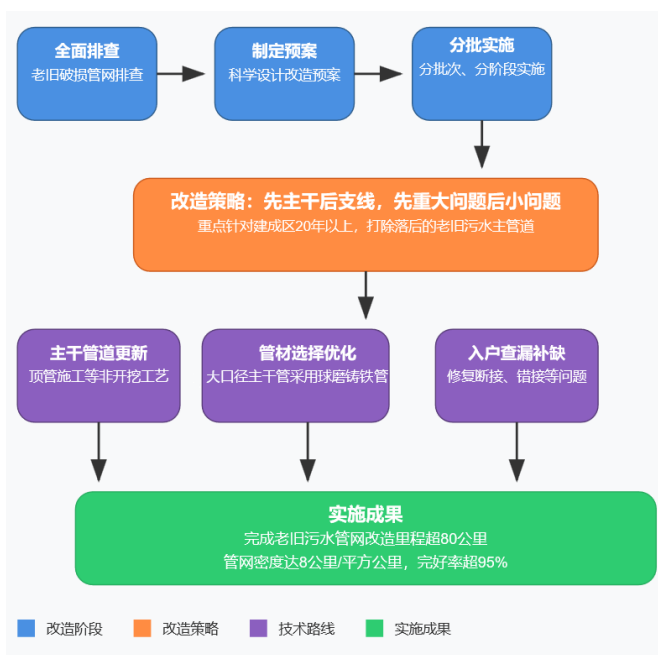 全面排查
老旧破损管网排查
制定预案
科学设计改造预案
分批实施
分批次、分阶段实施
改造策略：先主干后支线，先重大问题后小问题
重点针对建成区20年以上，打除落后的老旧污水主管道
主干管道更新
顶管施工等非开挖工艺
管材选择优化
大口径主干管采用球磨铸铁管
入户查漏补缺
修复断接、错接等问题
实施成果
完成老旧污水管网改造里程超80公里
管网密度达8公里/平方公里，完好率超95%
改造阶段
改造策略
技术路线
实施成果